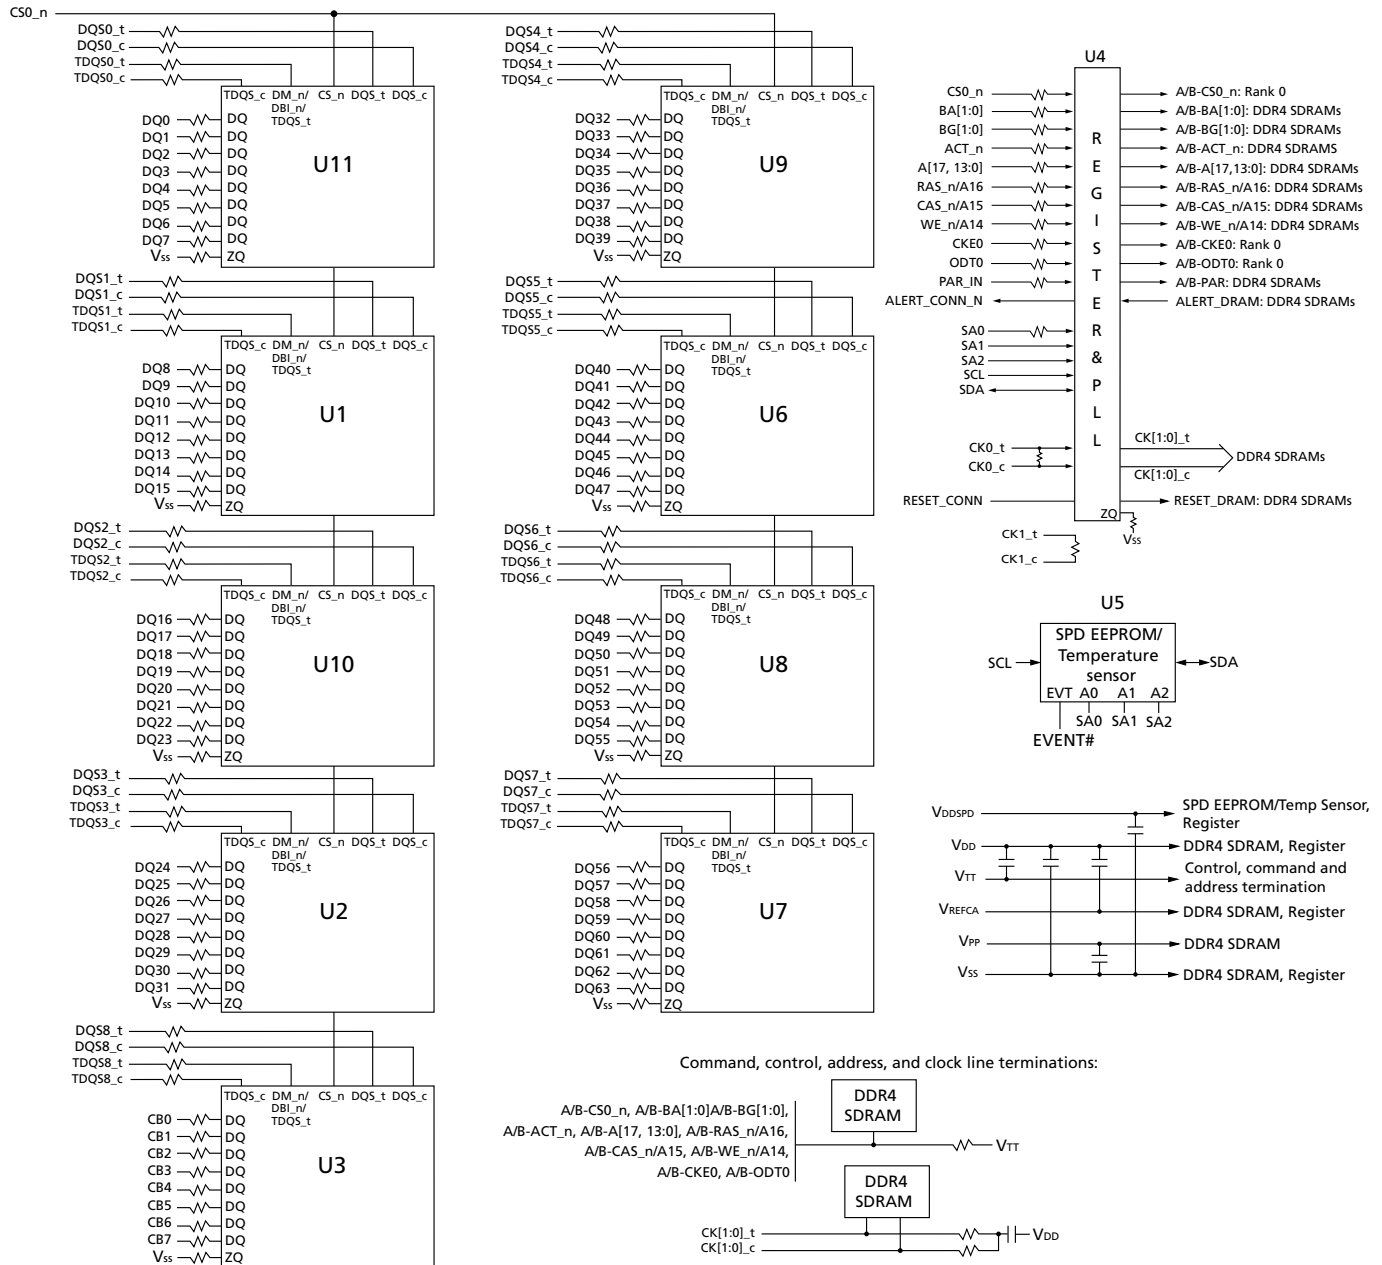 CS0_n
DQS0_t
DQS0_c
TDQS0_t
TDQS0_c
TDQS_c DM_n/ CS_n DQS_t DQS_c
DBI_n/
TDQS_t
DQ0 DQ
DQ1 DQ
DQ2 DQ
DQ3 DQ
DQ4 DQ
DQ5 DQ
DQ6 DQ
DQ7 DQ
Vss ZQ
U11
DQS1_t
DQS1_c
TDQS1_t
TDQS1_c
TDQS_c DM_n/ CS_n DQS_t DQS_c
DBI_n/
TDQS_t
DQ8 DQ
DQ9 DQ
DQ10 DQ
DQ11 DQ
DQ12 DQ
DQ13 DQ
DQ14 DQ
DQ15 DQ
Vss ZQ
U1
DQS2_t
DQS2_c
TDQS2_t
TDQS2_c
TDQS_c DM_n/ CS_n DQS_t DQS_c
DBI_n/
TDQS_t
DQ16 DQ
DQ17 DQ
DQ18 DQ
DQ19 DQ
DQ20 DQ
DQ21 DQ
DQ22 DQ
DQ23 DQ
Vss ZQ
U10
DQS3_t
DQS3_c
TDQS3_t
TDQS3_c
TDQS_c DM_n/ CS_n DQS_t DQS_c
DBI_n/
TDQS_t
DQ24 DQ
DQ25 DQ
DQ26 DQ
DQ27 DQ
DQ28 DQ
DQ29 DQ
DQ30 DQ
DQ31 DQ
Vss ZQ
U2
DQS8_t
DQS8_c
TDQS8_t
TDQS8_c
TDQS_c DM_n/ CS_n DQS_t DQS_c
DBI_n/
TDQS_t
CB0 DQ
CB1 DQ
CB2 DQ
CB3 DQ
CB4 DQ
CB5 DQ
CB6 DQ
CB7 DQ
Vss ZQ
U3
DQS4_t
DQS4_c
TDQS4_t
TDQS4_c
TDQS_c DM_n/ CS_n DQS_t DQS_c
DBI_n/
TDQS_t
DQ32 DQ
DQ33 DQ
DQ34 DQ
DQ35 DQ
DQ36 DQ
DQ37 DQ
DQ38 DQ
DQ39 DQ
Vss ZQ
U9
DQS5_t
DQS5_c
TDQS5_t
TDQS5_c
TDQS_c DM_n/ CS_n DQS_t DQS_c
DBI_n/
TDQS_t
DQ40 DQ
DQ41 DQ
DQ42 DQ
DQ43 DQ
DQ44 DQ
DQ45 DQ
DQ46 DQ
DQ47 DQ
Vss ZQ
U6
DQS6_t
DQS6_c
TDQS6_t
TDQS6_c
TDQS_c DM_n/ CS_n DQS_t DQS_c
DBI_n/
TDQS_t
DQ48 DQ
DQ49 DQ
DQ50 DQ
DQ51 DQ
DQ52 DQ
DQ53 DQ
DQ54 DQ
DQ55 DQ
Vss ZQ
U8
DQS7_t
DQS7_c
TDQS7_t
TDQS7_c
TDQS_c DM_n/ CS_n DQS_t DQS_c
DBI_n/
TDQS_t
DQ56 DQ
DQ57 DQ
DQ58 DQ
DQ59 DQ
DQ60 DQ
DQ61 DQ
DQ62 DQ
DQ63 DQ
Vss ZQ
U7
U4
REGISTER & PLL
CS0_n A/B-CS0_n: Rank 0
BA[1:0] A/B-BA[1:0]: DDR4 SDRAMs
BG[1:0] A/B-BG[1:0]: DDR4 SDRAMs
ACT_n A/B-ACT_n: DDR4 SDRAMS
A[17, 13:0] A/B-A[17,13:0]: DDR4 SDRAMs
RAS_n/A16 A/B-RAS_n/A16: DDR4 SDRAMs
CAS_n/A15 A/B-CAS_n/A15: DDR4 SDRAMs
WE_n/A14 A/B-WE_n/A14: DDR4 SDRAMs
CKE0 A/B-CKE0: Rank 0
ODT0 A/B-ODT0: Rank 0
PAR_IN A/B-PAR: DDR4 SDRAMs
ALERT_CONN_N ALERT_DRAM: DDR4 SDRAMs
SA0
SA1
SA2
SCL
SDA
CK0_t CK[1:0]_t
DDR4 SDRAMs
CK0_c CK[1:0]_c
RESET_CONN RESET_DRAM: DDR4 SDRAMs
ZQ
Vss
CK1_t
CK1_c
U5
SPD EEPROM/
Temperature
sensor
SCL SDA
EVT A0 A1 A2
SA0 SA1 SA2
EVENT#
VDDSPD SPD EEPROM/Temp Sensor,
Register
VDD DDR4 SDRAM, Register
VTT Control, command and
address termination
VREFCA DDR4 SDRAM, Register
VPP DDR4 SDRAM
VSS DDR4 SDRAM, Register
Command, control, address, and clock line terminations:
DDR4
SDRAM
A/B-CS0_n, A/B-BA[1:0]A/B-BG[1:0],
A/B-ACT_n, A/B-A[17, 13:0], A/B-RAS_n/A16,
A/B-CAS_n/A15, A/B-WE_n/A14,
A/B-CKE0, A/B-ODT0
VTT
DDR4
SDRAM
CK[1:0]_t
CK[1:0]_c
VDD